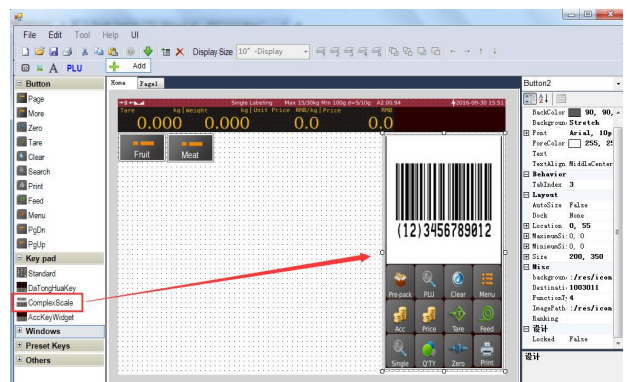 File Edit Tool Help UI
Display Size 10" -Display
A PLU Add
Button
Page
More
Zero
Tare
Clear
Search
Print
Feed
Menu
PgDn
PgUp
Key pad
Standard
DaTongHuaKey
ComplexScale
AccKeyWidget
Windows
Preset Keys
Others
Home Page1
Single Labeling Max 15/30kg Min 100g d=5/10g A2.00.94 2016-09-30 15:51
Tare kg Weight kg Unit Price RMB/kg Price RMB
0.000 0.000 0.0 0.0
Fruit Meat
(12)3456789012
Pre-pack PLU Clear Menu
Acc Price Tare Feed
Single QTY Zero Print
Button2
BackColor 90, 90,
Backgroun Stretch
Font Arial, 10p
ForeColor 255, 25
Text
TextAlign MiddleCenter
Behavior
TabIndex 3
Layout
AutoSize False
Dock None
Location 0, 55
MaximumSi: 0, 0
MinimumSi: 0, 0
Size 200, 350
Misc
backgroun :/res/icon
Destinati 1003011
FunctionT 4
ImagePath :/res/icon
Ranking
设计
Locked False
设计